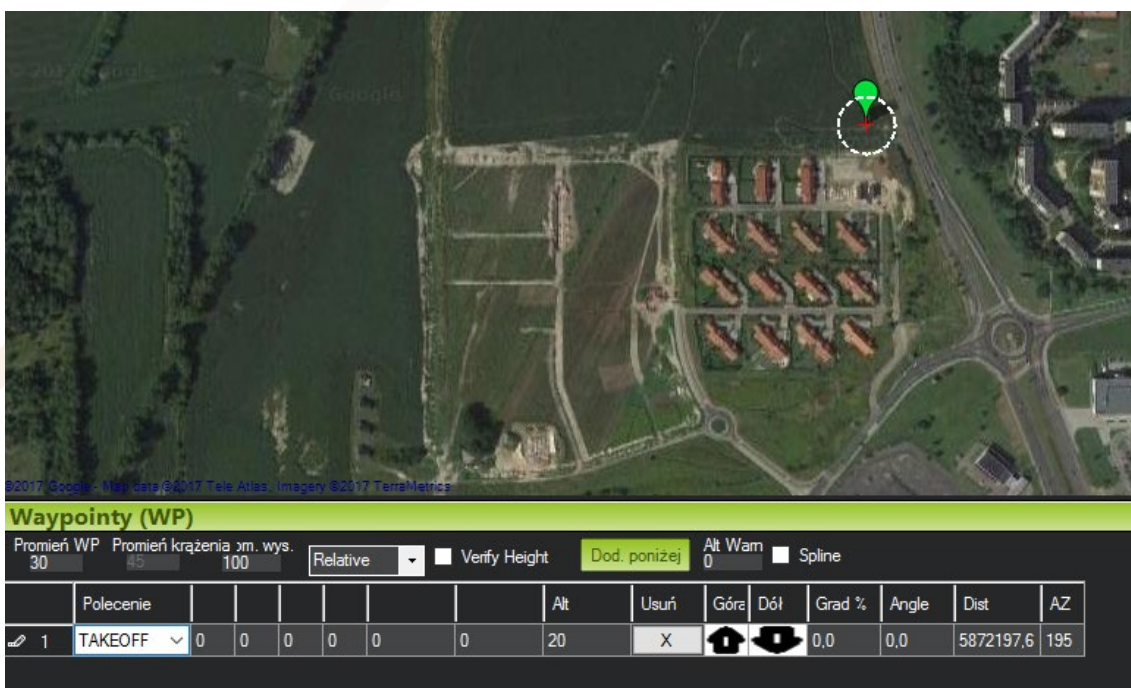 Google
©2017 Google - Map data ©2017 Tele Atlas, Imagery ©2017 TerraMetrics
Waypointy (WP)
Promień WP Promień krążenia om. wys. Alt Warn
30 45 100 Relative Verify Height Dod. poniżej 0 Spline
Polecenie Alt Usuń Góra Dół Grad % Angle Dist AZ
1 TAKEOFF 0 0 0 0 0 0 20 X 0,0 0,0 5872197,6 195